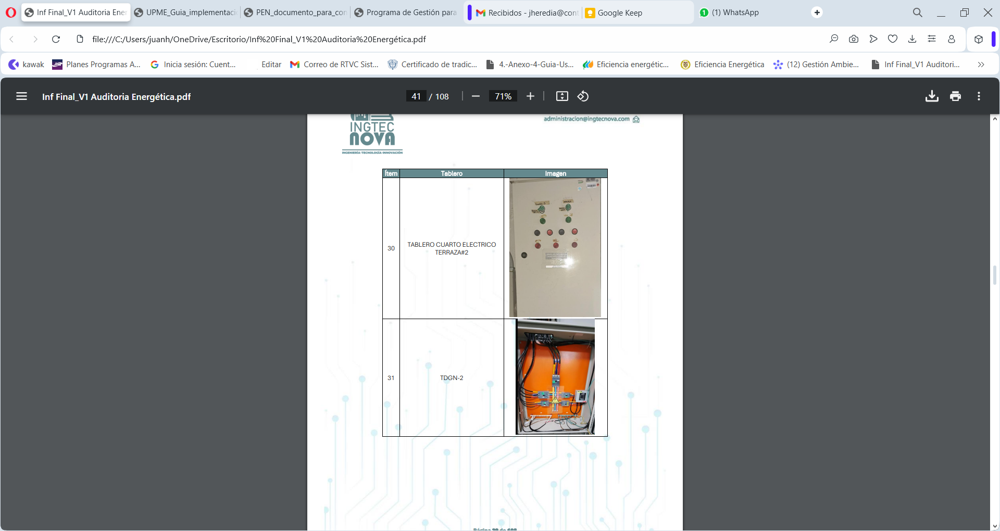 Inf Final_V1 Auditoria Ener
UPME_Guia_implementaci
PEN_documento_para_con
Programa de Gestión para
Recibidos - jheredia@cont
Google Keep
(1) WhatsApp
file:///C:/Users/juanh/OneDrive/Escritorio/Inf%20Final_V1%20Auditoria%20Energética.pdf
kawak
Planes Programas A...
Inicia sesión: Cuent...
Editar
Correo de RTVC Sist...
Certificado de tradic...
4.-Anexo-4-Guia-Us...
Eficiencia energétic...
Eficiencia Energética
(12) Gestión Ambie...
Inf Final_V1 Auditori...
Inf Final_V1 Auditoria Energética.pdf
41 / 108
71%
INGTEC
NOVA
INGENIERÍA-TECNOLOGÍA-INNOVACIÓN
administracion@ingtecnova.com
Ítem Tablero Imagen
30 TABLERO CUARTO ELECTRICO
TERRAZA#2
31 TDGN-2